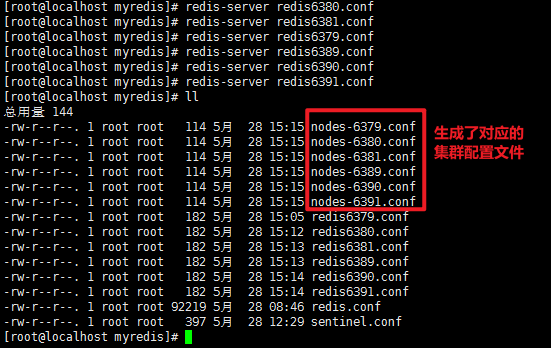 [root@localhost myredis]# redis-server redis6380.conf
[root@localhost myredis]# redis-server redis6381.conf
[root@localhost myredis]# redis-server redis6379.conf
[root@localhost myredis]# redis-server redis6389.conf
[root@localhost myredis]# redis-server redis6390.conf
[root@localhost myredis]# redis-server redis6391.conf
[root@localhost myredis]# ll
总用量 144
-rw-r--r--. 1 root root   114 5月  28 15:15 nodes-6379.conf
-rw-r--r--. 1 root root   114 5月  28 15:15 nodes-6380.conf
-rw-r--r--. 1 root root   114 5月  28 15:15 nodes-6381.conf
-rw-r--r--. 1 root root   114 5月  28 15:15 nodes-6389.conf
-rw-r--r--. 1 root root   114 5月  28 15:15 nodes-6390.conf
-rw-r--r--. 1 root root   114 5月  28 15:15 nodes-6391.conf
生成了对应的
集群配置文件
-rw-r--r--. 1 root root   182 5月  28 15:05 redis6379.conf
-rw-r--r--. 1 root root   182 5月  28 15:12 redis6380.conf
-rw-r--r--. 1 root root   182 5月  28 15:13 redis6381.conf
-rw-r--r--. 1 root root   182 5月  28 15:13 redis6389.conf
-rw-r--r--. 1 root root   182 5月  28 15:14 redis6390.conf
-rw-r--r--. 1 root root   182 5月  28 15:14 redis6391.conf
-rw-r--r--. 1 root root 92219 5月  28 08:46 redis.conf
-rw-r--r--. 1 root root   397 5月  28 12:29 sentinel.conf
[root@localhost myredis]#